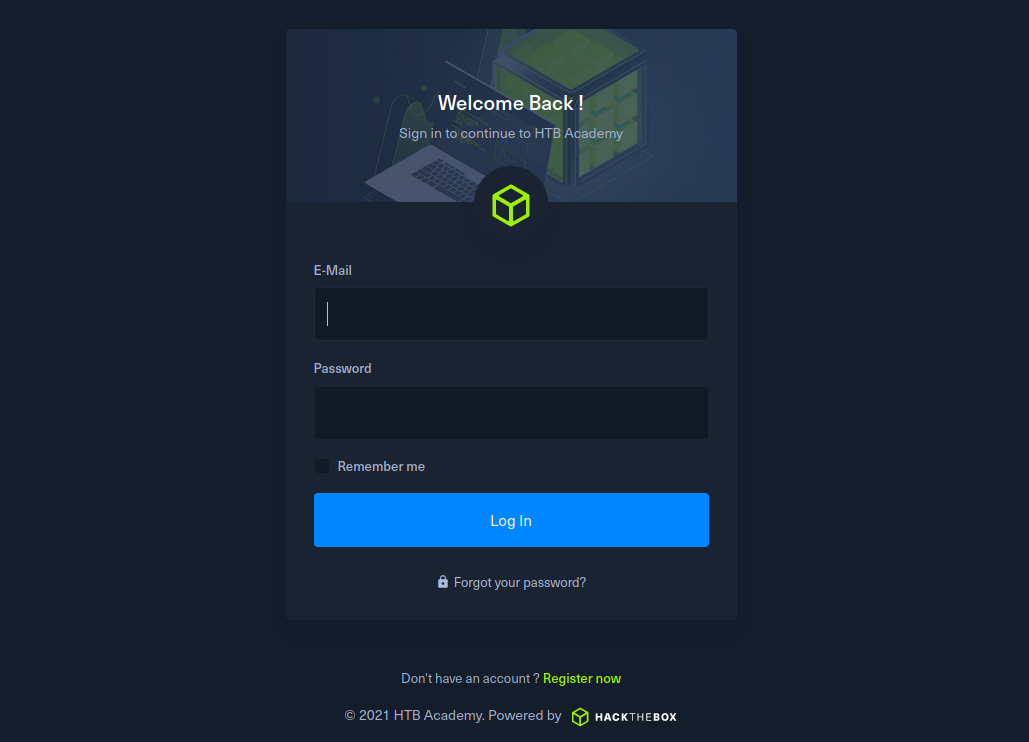 Welcome Back !
Sign in to continue to HTB Academy
E-Mail
Password
Remember me
Log In
Forgot your password?
Don't have an account ? Register now
© 2021 HTB Academy. Powered by HACKTHEBOX